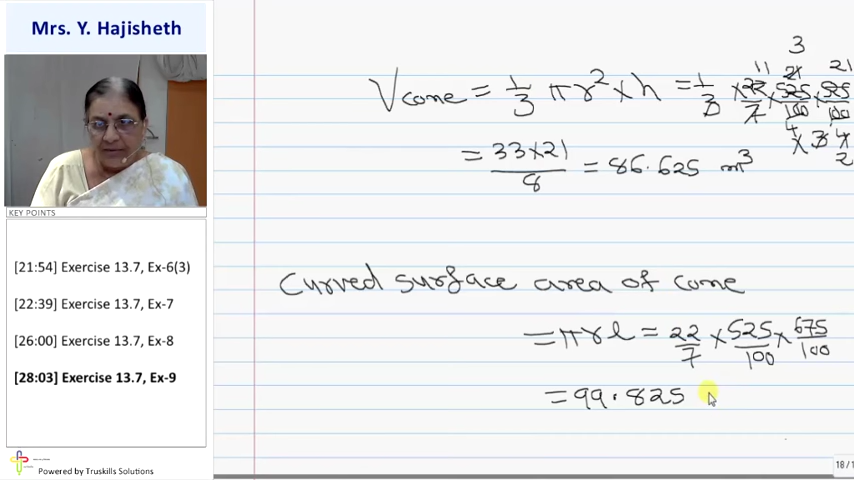 Mrs. Y. Hajisheth
KEY POINTS
[21:54] Exercise 13.7, Ex-6(3)
[22:39] Exercise 13.7, Ex-7
[26:00] Exercise 13.7, Ex-8
[28:03] Exercise 13.7, Ex-9
Powered by Truskills Solutions
Vcone = 1/3 πr² × h = 1/3 × 22/7 × 525/100 × 525/100 × 3
= 33×21/8 = 86.625 m³
Curved surface area of cone
= πrl = 22/7 × 525/100 × 675/100
= 99.825
18/1